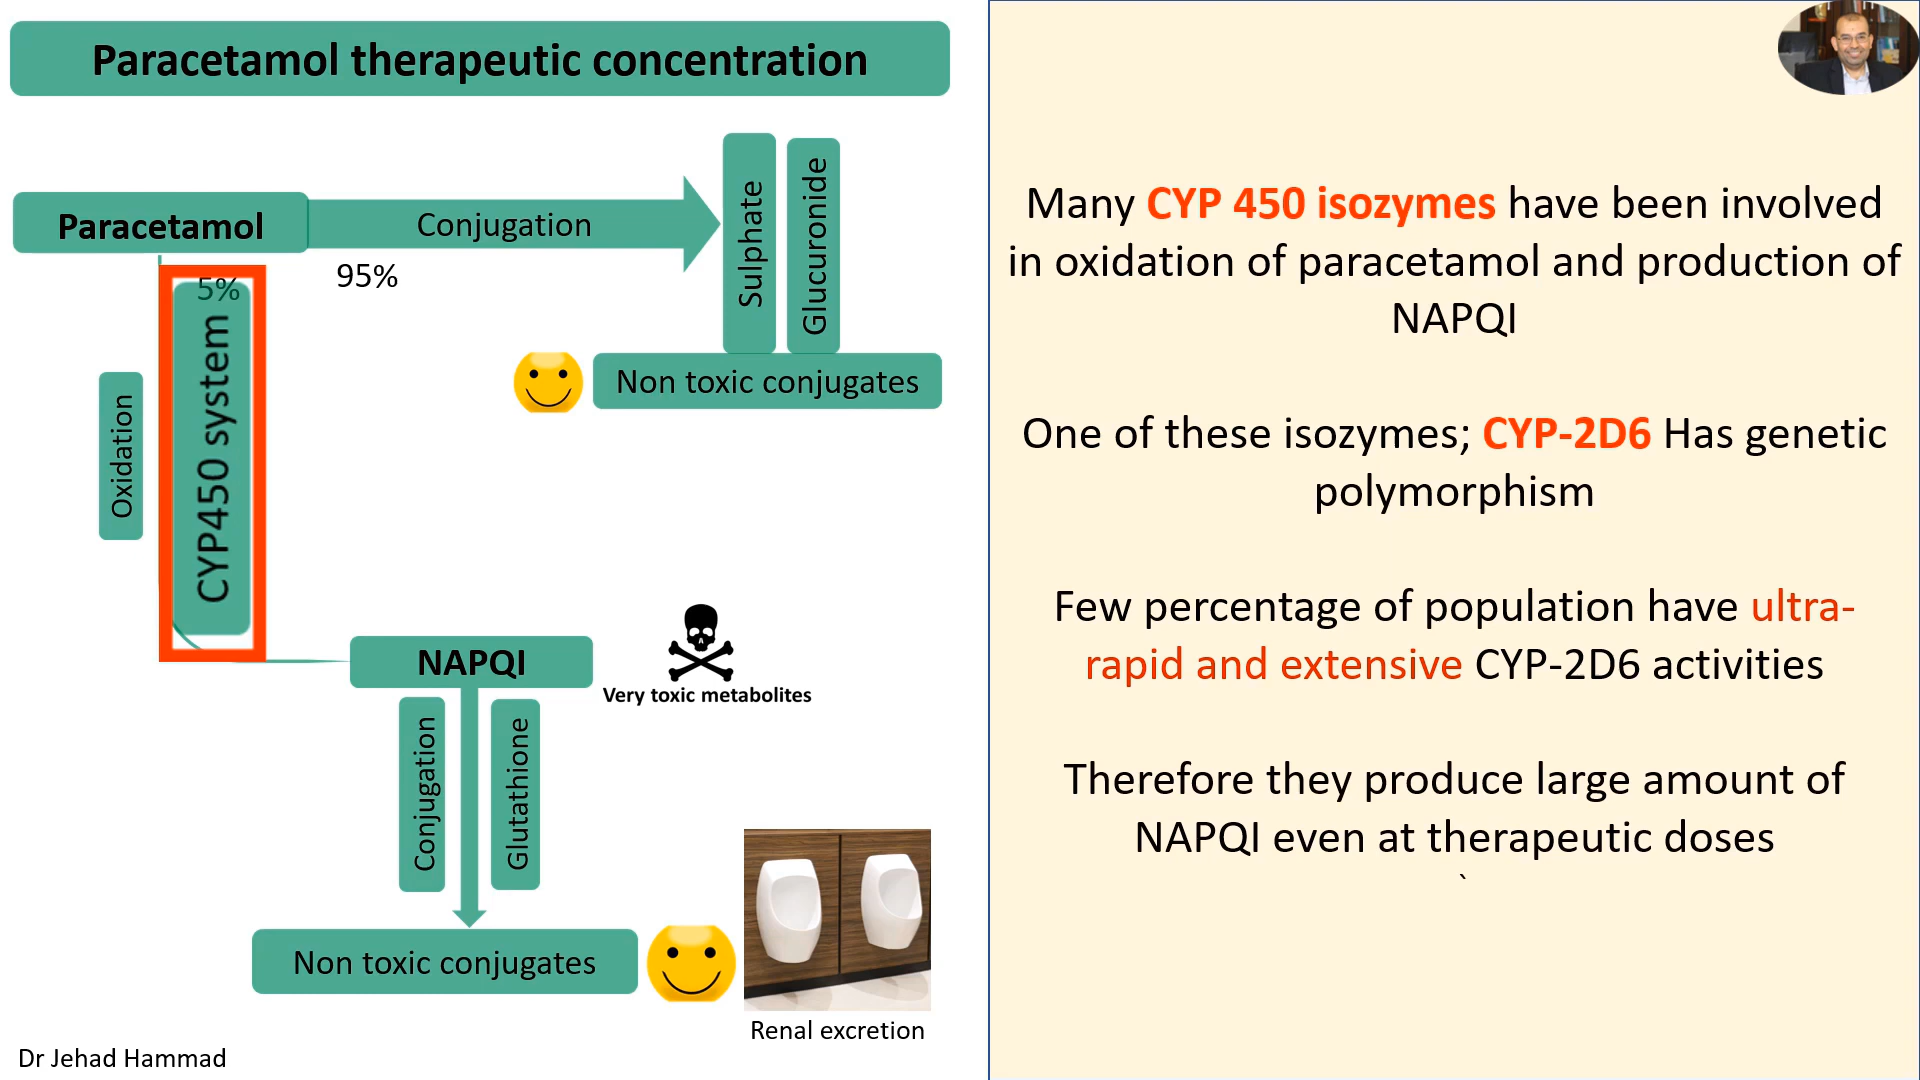 Paracetamol therapeutic concentration
Paracetamol
Conjugation
95%
5%
Sulphate
Glucuronide
Non toxic conjugates
Oxidation
CYP450 system
NAPQI
Very toxic metabolites
Conjugation
Glutathione
Non toxic conjugates
Renal excretion
Dr Jehad Hammad
Many CYP 450 isozymes have been involved
in oxidation of paracetamol and production of
NAPQI
One of these isozymes; CYP-2D6 Has genetic
polymorphism
Few percentage of population have ultra-
rapid and extensive CYP-2D6 activities
Therefore they produce large amount of
NAPQI even at therapeutic doses
`